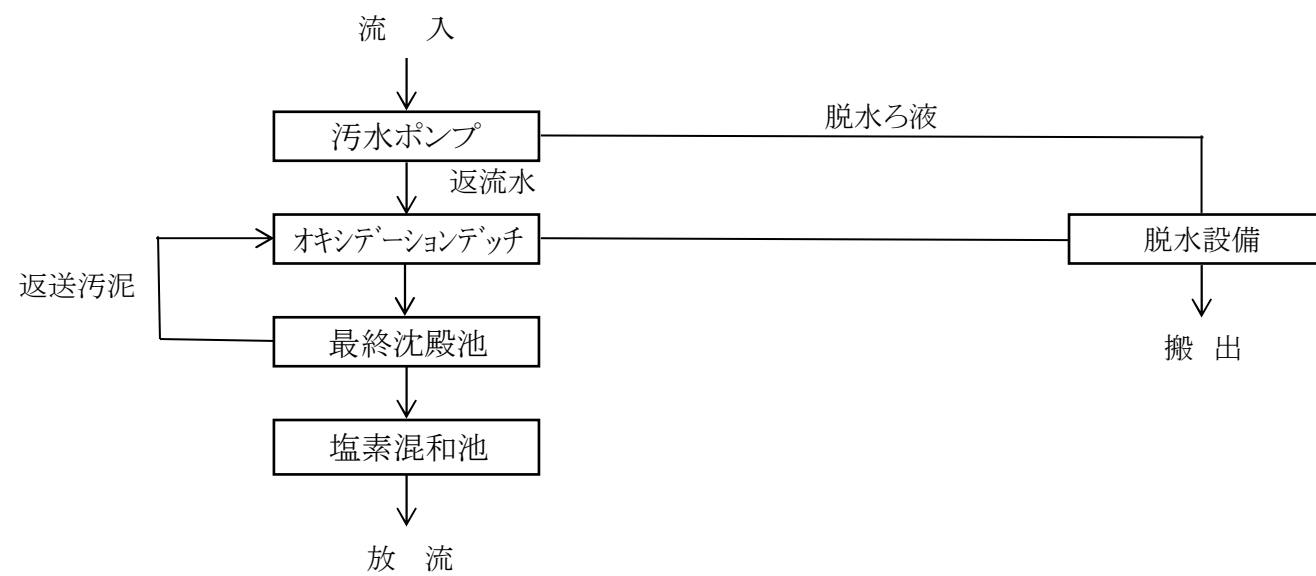 流　入
脱水ろ液
汚水ポンプ
返流水
オキシデーションデッチ
脱水設備
返送汚泥
最終沈殿池
搬 出
塩素混和池
放　流